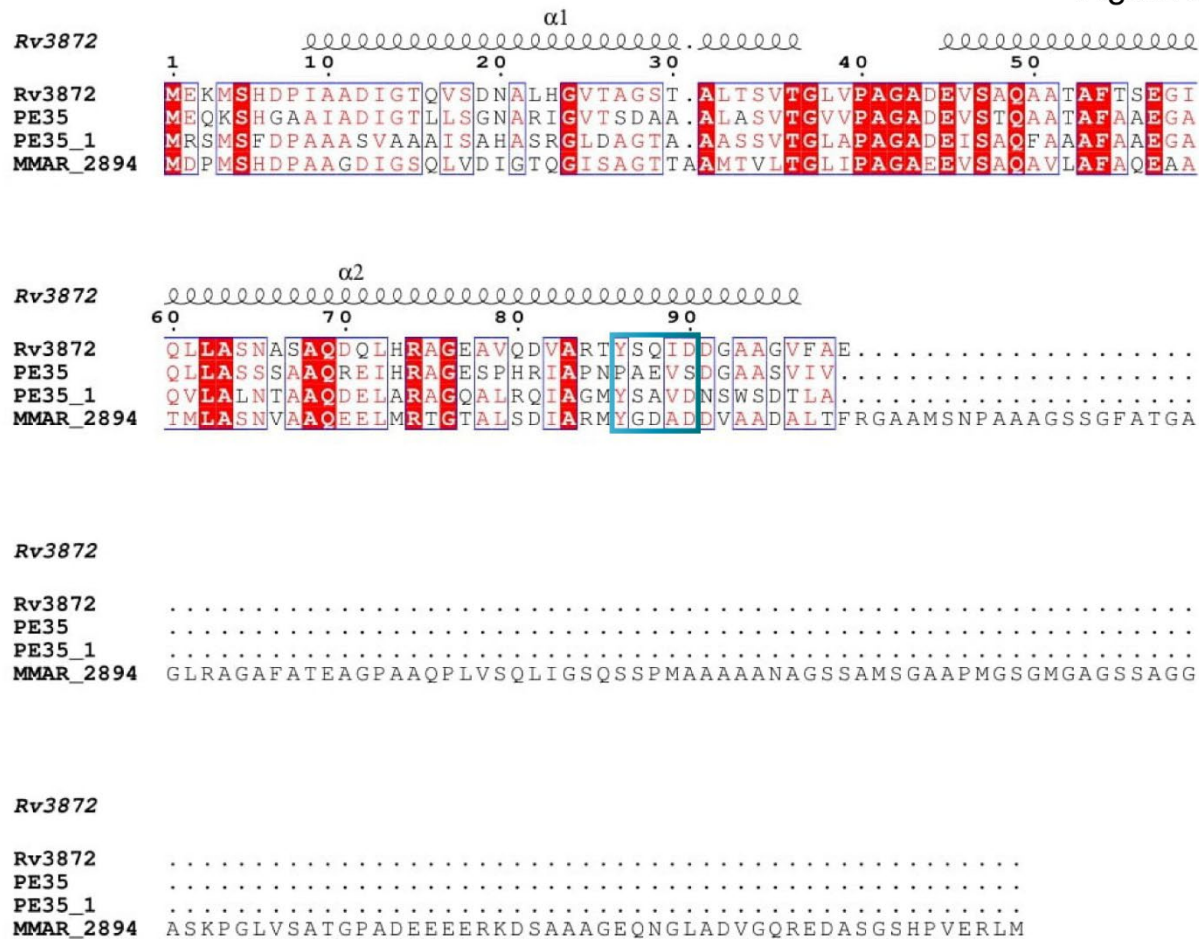 α1
Rv3872
1 10 20 30 40 50
Rv3872 MEKMSHDPIAADIGTQVSDNALHGVTAGST.ALTSVTGLVPAGADEVSAQAATAFTSEGI
PE35 MEQKSHGAAIADIGTLLSGNARIGVTSDAA.ALASVTGVVPAGADEVSTQAATAFAAEGA
PE35_1 MRSMSFDPAAASVAAAISAHASRGLDAGTA.AASSVTGLAPAGADEISAQFAAAFAAEGA
MMAR_2894 MDPMSHDPAAGDIGSQLVDIGTQGISAGTTAAMTVLTGLIPAGAEEVSAQAVLAFAQEAA
α2
Rv3872
60 70 80 90
Rv3872 QLLASNASAQDQLHRAGEAVQDVARTYSQIDDGAAGVFAE.....................
PE35 QLLASSSAAQREIHRAGESPHRIAPNPAEVSDGAASVIV.....................
PE35_1 QVLALNTAAQDELARAGQALRQIAGMYSAVDNSWSDTLA.....................
MMAR_2894 TMLASNVAAQEELMRTGTALSDIARMYGDADDVAADALTFRGAAMSNPAAAGSSGFATGA
Rv3872
Rv3872 ............................................................
PE35 ............................................................
PE35_1 ............................................................
MMAR_2894 GLRAGAFATEAGPAAQPLVSQLIGSQSSPMAAAAANAGSSAMSGAAPMGSGMGAGSSAGG
Rv3872
Rv3872 ..................................................
PE35 ..................................................
PE35_1 ..................................................
MMAR_2894 ASKPGLVSATGPADEEEERKDSAAAGEQNGLADVGQREDASGSHPVERLM